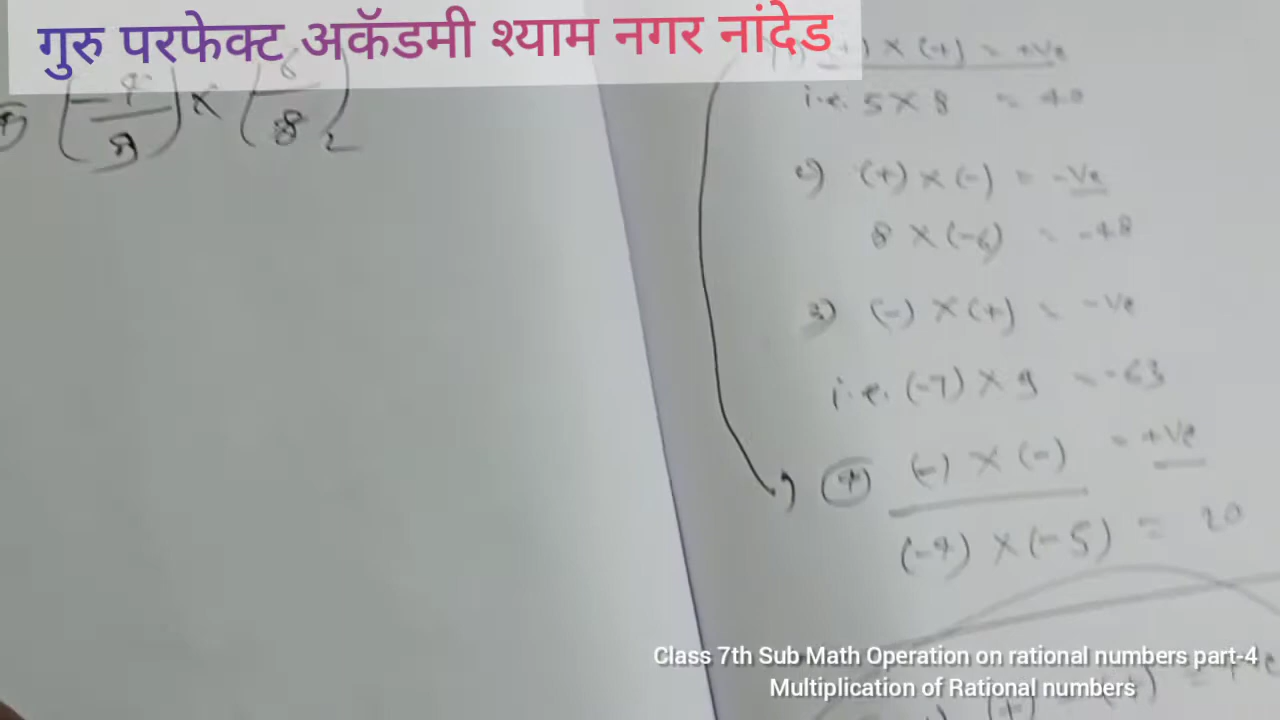 गुरु परफेक्ट अकॅडमी श्याम नगर नांदेड
× (+) = +ve
i.e. 5 × 8 = 40
2) (+) × (-) = -ve
8 × (-6) = -48
3) (-) × (+) = -ve
i.e. (-7) × 9 = -63
4 (-) × (-) = +ve
(-4) × (-5) = 20
Class 7th Sub Math Operation on rational numbers part-4
Multiplication of Rational numbers